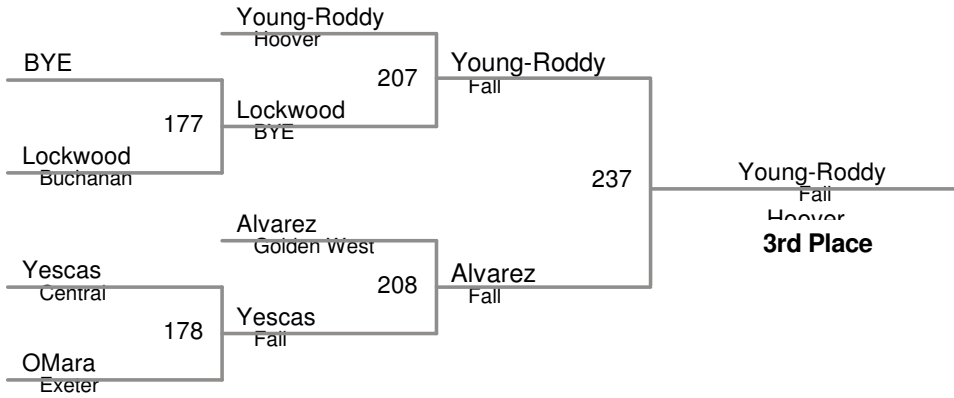 Young-Roddy
Hoover
BYE
207
Young-Roddy
Fall
177
Lockwood
BYE
Lockwood
Buchanan
237
Young-Roddy
Fall
Hoover
3rd Place
Alvarez
Golden West
Yescas
Central
208
Alvarez
Fall
178
Yescas
Fall
OMara
Exeter